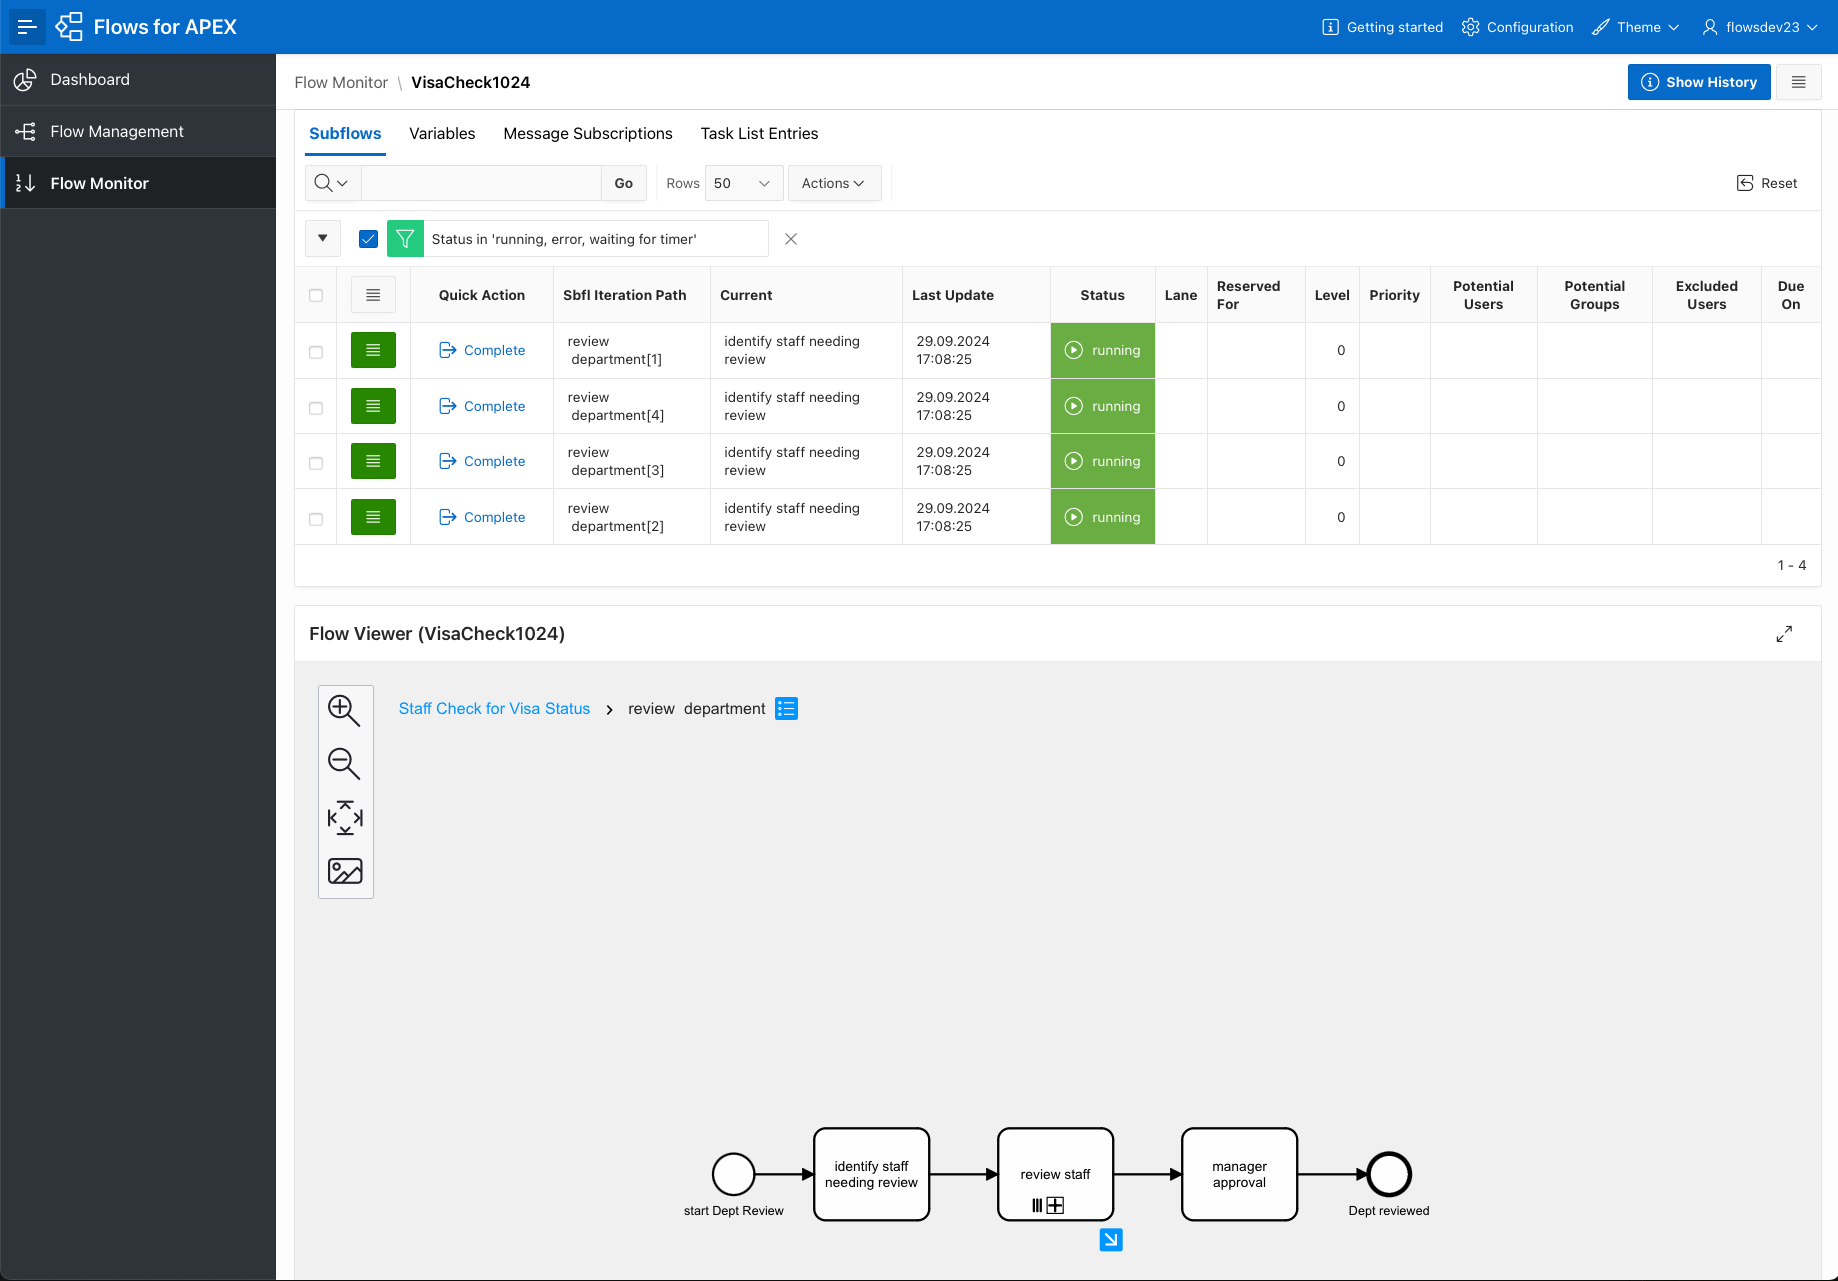 Flows for APEX
Getting started
Configuration
Theme
flowsdev23
Dashboard
Flow Management
Flow Monitor
Flow Monitor \ VisaCheck1024
Show History
Subflows
Variables
Message Subscriptions
Task List Entries
Go
Rows
50
Actions
Reset
Status in 'running, error, waiting for timer'
Quick Action
Sbfl Iteration Path
Current
Last Update
Status
Lane
Reserved
For
Level
Priority
Potential
Users
Potential
Groups
Excluded
Users
Due
On
Complete
review
department[1]
identify staff needing
review
29.09.2024
17:08:25
running
0
Complete
review
department[4]
identify staff needing
review
29.09.2024
17:08:25
running
0
Complete
review
department[3]
identify staff needing
review
29.09.2024
17:08:25
running
0
Complete
review
department[2]
identify staff needing
review
29.09.2024
17:08:25
running
0
1 - 4
Flow Viewer (VisaCheck1024)
Staff Check for Visa Status
review department
start Dept Review
identify staff
needing review
review staff
manager
approval
Dept reviewed